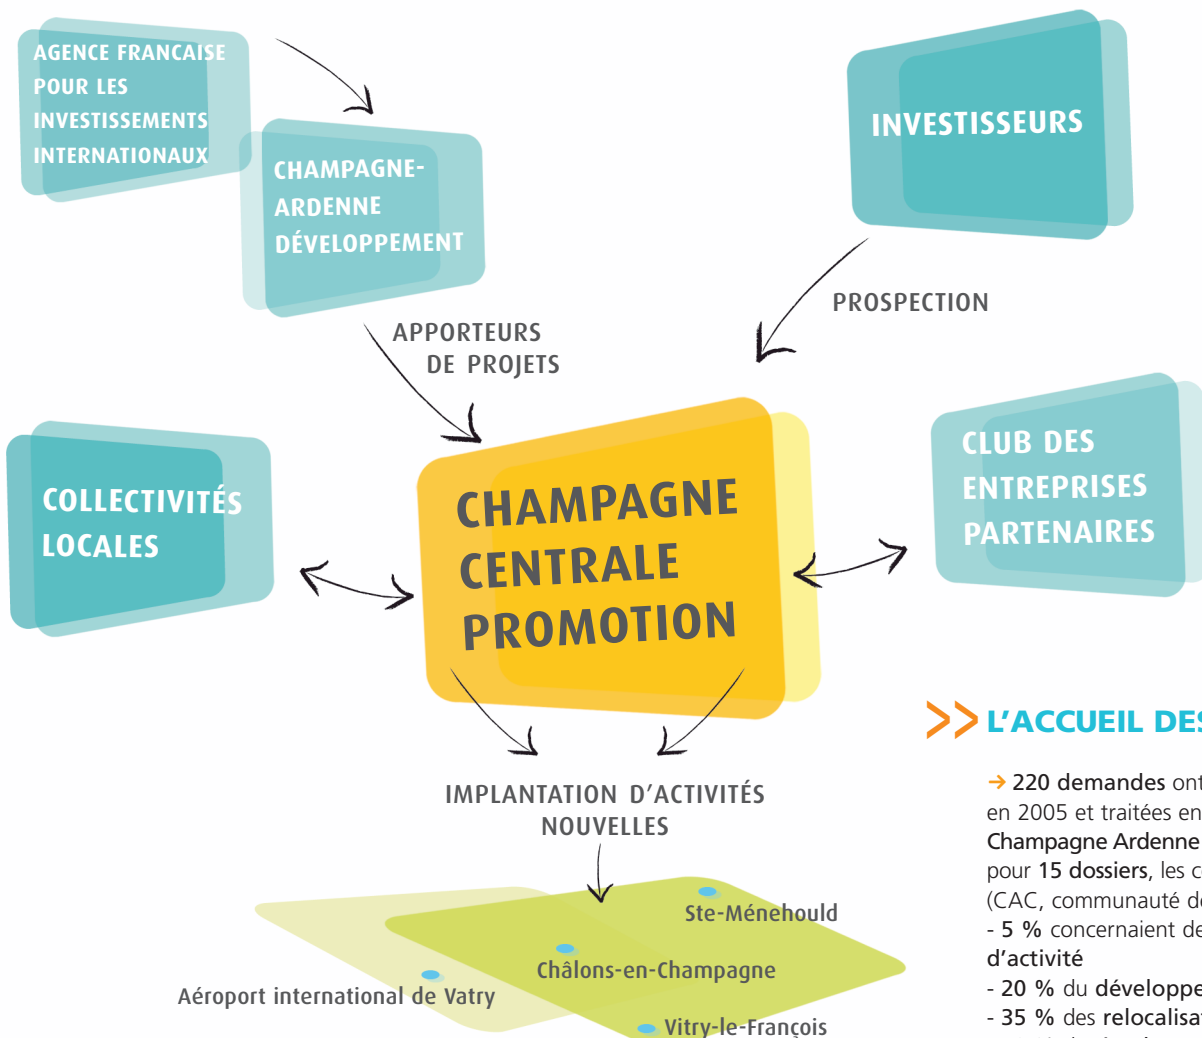 AGENCE FRANCAISE
POUR LES
INVESTISSEMENTS
INTERNATIONAUX
CHAMPAGNE-
ARDENNE
DÉVELOPPEMENT
INVESTISSEURS
PROSPECTION
APPORTEURS
DE PROJETS
COLLECTIVITÉS
LOCALES
CHAMPAGNE
CENTRALE
PROMOTION
CLUB DES
ENTREPRISES
PARTENAIRES
IMPLANTATION D'ACTIVITÉS
NOUVELLES
Ste-Ménehould
Châlons-en-Champagne
Aéroport international de Vatry
Vitry-le-François
>> L'ACCUEIL DES
→ 220 demandes ont
en 2005 et traitées en
Champagne Ardenne
pour 15 dossiers, les
(CAC, communauté
- 5 % concernaient
d'activité
- 20 % du
- 35 % des